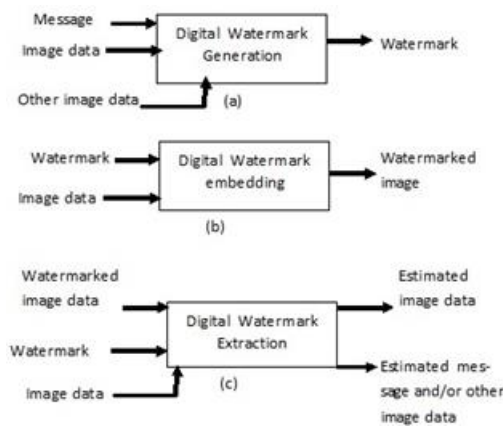 Message
Image data
Other image data
Digital Watermark
Generation
Watermark
(a)
Watermark
Image data
Digital Watermark
embedding
Watermarked
image
(b)
Watermarked
image data
Watermark
Image data
Digital Watermark
Extraction
(c)
Estimated
image data
Estimated mes-
sage and/or other
image data